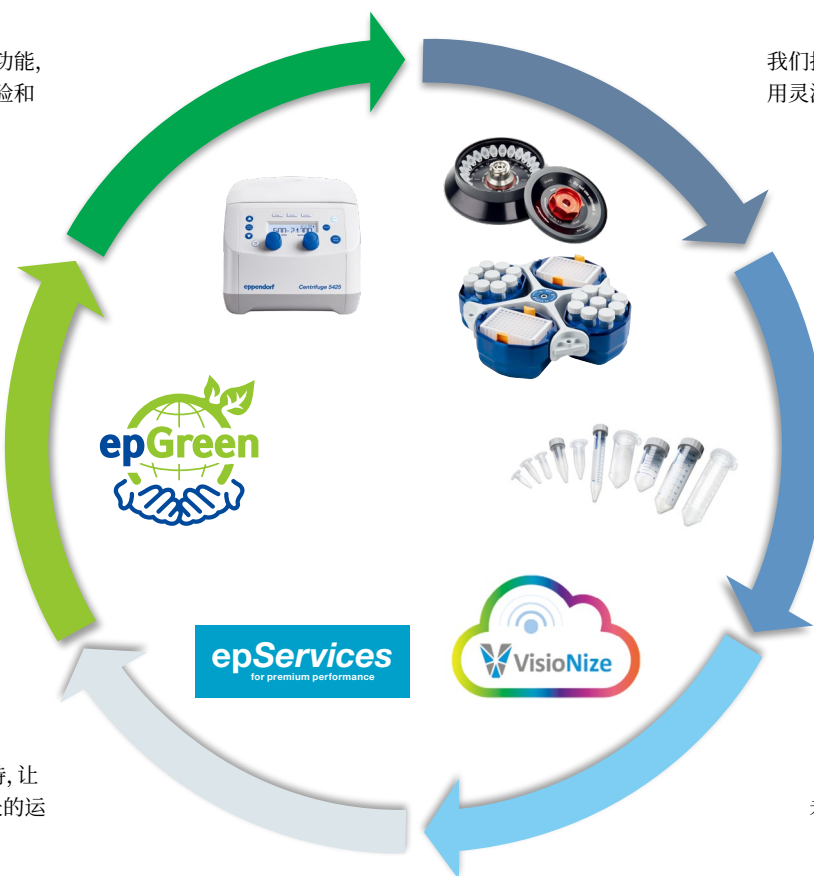 功能,
验和
我们
用灵
eppendorf
Centrifuge 5425
epGreen
epServices
for premium performance
VisioNize
, 让
的运